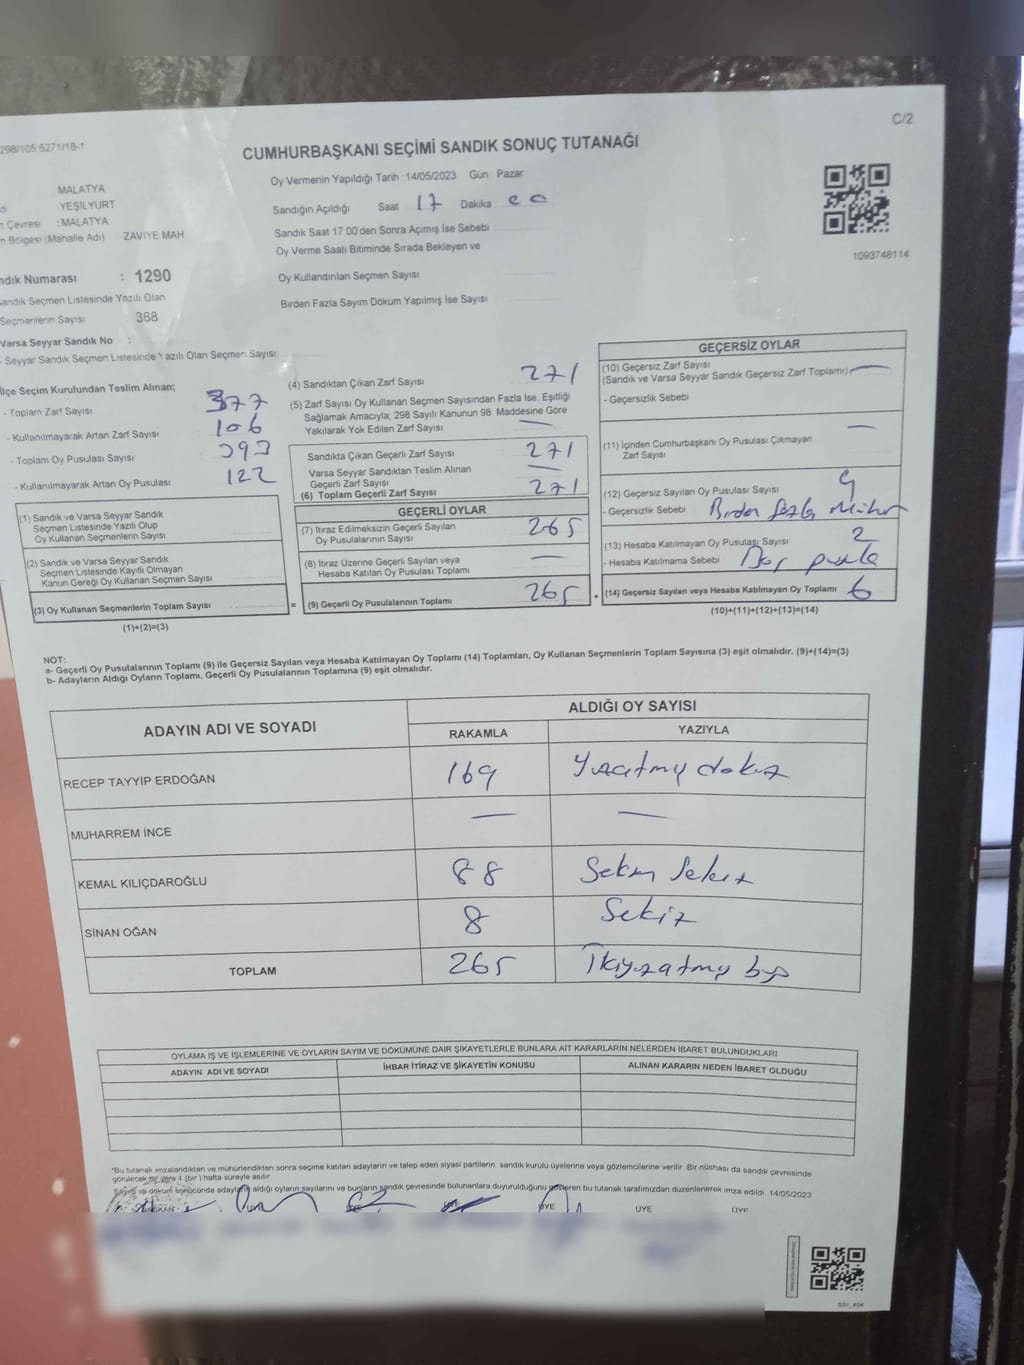 298/105.6271/18-1
C/2
CUMHURBAŞKANI SEÇİMİ SANDIK SONUÇ TUTANAĞI
MALATYA
Oy Vermenin Yapıldığı Tarih :14/05/2023 Gün : Pazar
YEŞİLYURT
Sandığın Açıldığı Saat 17 Dakika 00
Çevresi : MALATYA
Bölgesi (Mahalle Adı) ZAVİYE MAH
Sandık Saat 17 00'den Sonra Açımış İse Sebebi :
Oy Verme Saati Bitiminde Sırada Bekleyen ve
Oy Kullandırılan Seçmen Sayısı
Birden Fazla Sayım Döküm Yapılmış İse Sayısı
1093748114
ndık Numarası : 1290
andık Seçmen Listesinde Yazılı Olan
Seçmenlerin Sayısı 368
Varsa Seyyar Sandık No :
- Seyyar Sandık Seçmen Listesinde Yazılı Olan Seçmen Sayısı
İlçe Seçim Kurulundan Teslim Alınan;
- Toplam Zarf Sayısı 377
- Kullanılmayarak Artan Zarf Sayısı 106
- Toplam Oy Pusulası Sayısı 393
- Kullanılmayarak Artan Oy Pusulası 122
(1) Sandık ve Varsa Seyyar Sandık
Seçmen Listesinde Yazılı Olup
Oy Kullanan Seçmenlerin Sayısı
(2) Sandık ve Varsa Seyyar Sandık
Seçmen Listesinde Kayıtlı Olmayan
Kanun Gereği Oy Kullanan Seçmen Sayısı
(3) Oy Kullanan Seçmenlerin Toplam Sayısı
(1)+(2)=(3)
(4) Sandıktan Çıkan Zarf Sayısı 271
(5) Zarf Sayısı Oy Kullanan Seçmen Sayısından Fazla İse, Eşitliği
Sağlamak Amacıyla; 298 Sayılı Kanunun 98 Maddesine Göre
Yakılarak Yok Edilen Zarf Sayısı —
Sandıkta Çıkan Geçerli Zarf Sayısı 271
Varsa Seyyar Sandıktan Teslim Alınan
Geçerli Zarf Sayısı —
(6) Toplam Geçerli Zarf Sayısı 271
GEÇERLİ OYLAR
(7) İtiraz Edilmeksizin Geçerli Sayılan
Oy Pusulalarının Sayısı 265
(8) İtiraz Üzerine Geçerli Sayılan veya
Hesaba Katılan Oy Pusulası Toplamı —
= (9) Geçerli Oy Pusulalarının Toplamı 265
GEÇERSİZ OYLAR
(10) Geçersiz Zarf Sayısı
(Sandık ve Varsa Seyyar Sandık Geçersiz Zarf Toplamı) —
- Geçersizlik Sebebi
(11) İçinden Cumhurbaşkanı Oy Pusulası Çıkmayan
Zarf Sayısı —
(12) Geçersiz Sayılan Oy Pusulası Sayısı 4
- Geçersizlik Sebebi Birden fazla Mühür
(13) Hesaba Katılmayan Oy Pusulası Sayısı 2
- Hesaba Katılmama Sebebi
(14) Geçersiz Sayılan veya Hesaba Katılmayan Oy Toplamı 6
(10)+(11)+(12)+(13)=(14)
NOT:
a- Geçerli Oy Pusulalarının Toplamı (9) ile Geçersiz Sayılan veya Hesaba Katılmayan Oy Toplamı (14) Toplamları, Oy Kullanan Seçmenlerin Toplam Sayısına (3) eşit olmalıdır. (9)+(14)=(3)
b- Adayların Aldığı Oyların Toplamı, Geçerli Oy Pusulalarının Toplamına (9) eşit olmalıdır.
ADAYIN ADI VE SOYADI
ALDIĞI OY SAYISI
RAKAMLA YAZIYLA
RECEP TAYYİP ERDOĞAN 169 Yüzatmış dokuz
MUHARREM İNCE — —
KEMAL KILIÇDAROĞLU 88 Seksen Sekiz
SİNAN OĞAN 8 Sekiz
TOPLAM 265 İkiyüzatmış beş
OYLAMA İŞ VE İŞLEMLERİNE VE OYLARIN SAYIM VE DÖKÜMÜNE DAİR ŞİKAYETLERLE BUNLARA AİT KARARLARIN NELERDEN İBARET BULUNDUKLARI
ADAYIN ADI VE SOYADI İHBAR İTİRAZ VE ŞİKAYETİN KONUSU ALINAN KARARIN NEDEN İBARET OLDUĞU
*Bu tutanak imzalandıktan ve mühürlendikten sonra seçime katılan adayların ve talep eden siyasi partilerin sandık kurulu üyelerine veya gözlemcilerine verilir Bir nüshası da sandık çevresinde
görülecek bir yere 1 (bir) hafta süreyle asılır
Sayım ve döküm sonucunda adayların aldığı oyların sayılarını ve bunların sandık çevresinde bulunanlara duyurulduğunu gösteren bu tutanak tarafımızdan düzenlenerek imza edildi 14/05/2023
ÜYE ÜYE ÜYE